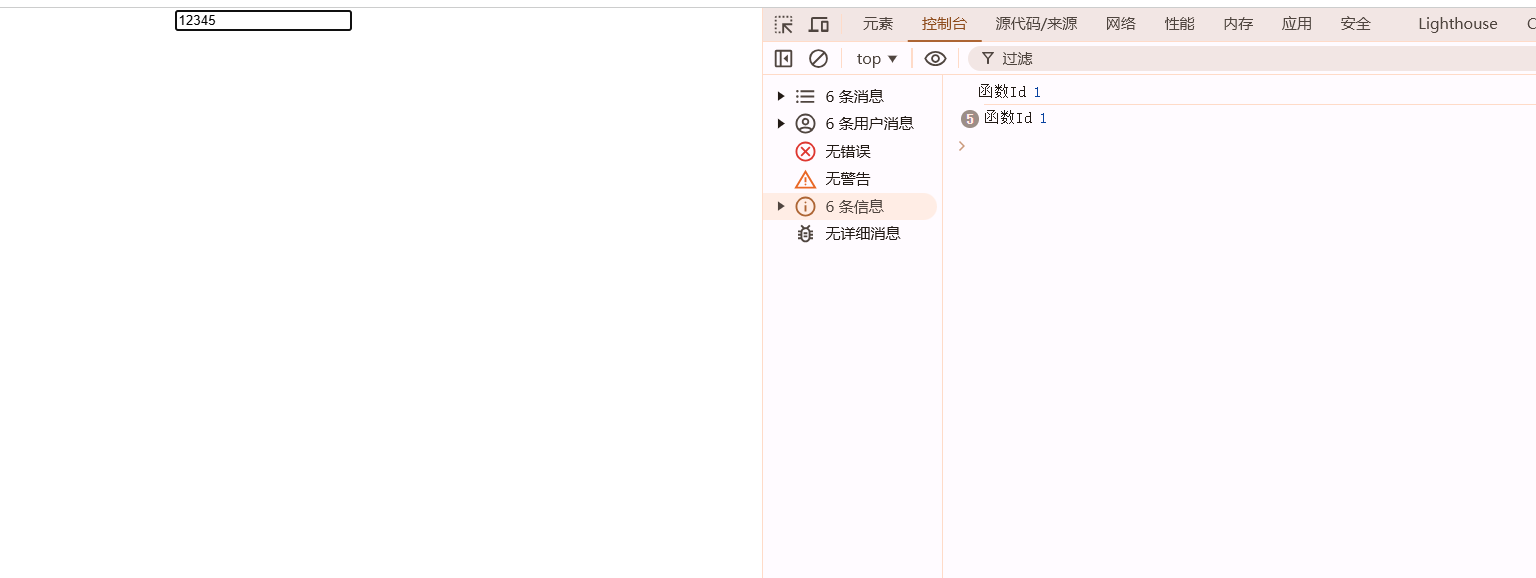 12345
元素 控制台 源代码/来源 网络 性能 内存 应用 安全 Lighthouse
top ▼ 过滤
6 条消息
6 条用户消息
无错误
无警告
6 条信息
无详细消息
函数Id 1
5 函数Id 1